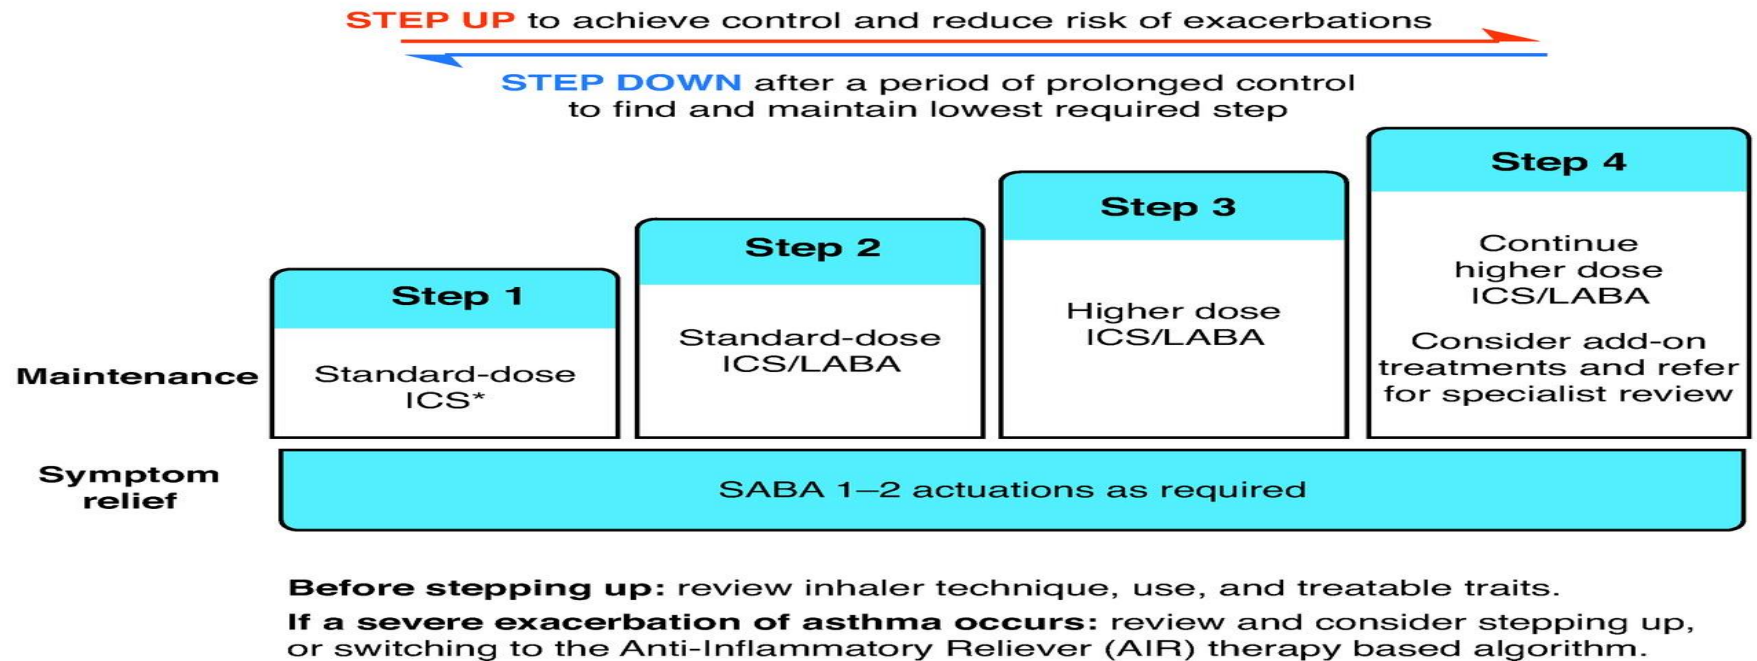 STEP UP to achieve control and reduce risk of exacerbations
STEP DOWN after a period of prolonged control
to find and maintain lowest required step
Step 1
Step 2
Step 3
Step 4
Maintenance
Standard-dose
ICS*
Standard-dose
ICS/LABA
Higher dose
ICS/LABA
Continue
higher dose
ICS/LABA
Consider add-on
treatments and refer
for specialist review
Symptom
relief
SABA 1–2 actuations as required
Before stepping up: review inhaler technique, use, and treatable traits.
If a severe exacerbation of asthma occurs: review and consider stepping up,
or switching to the Anti-Inflammatory Reliever (AIR) therapy based algorithm.